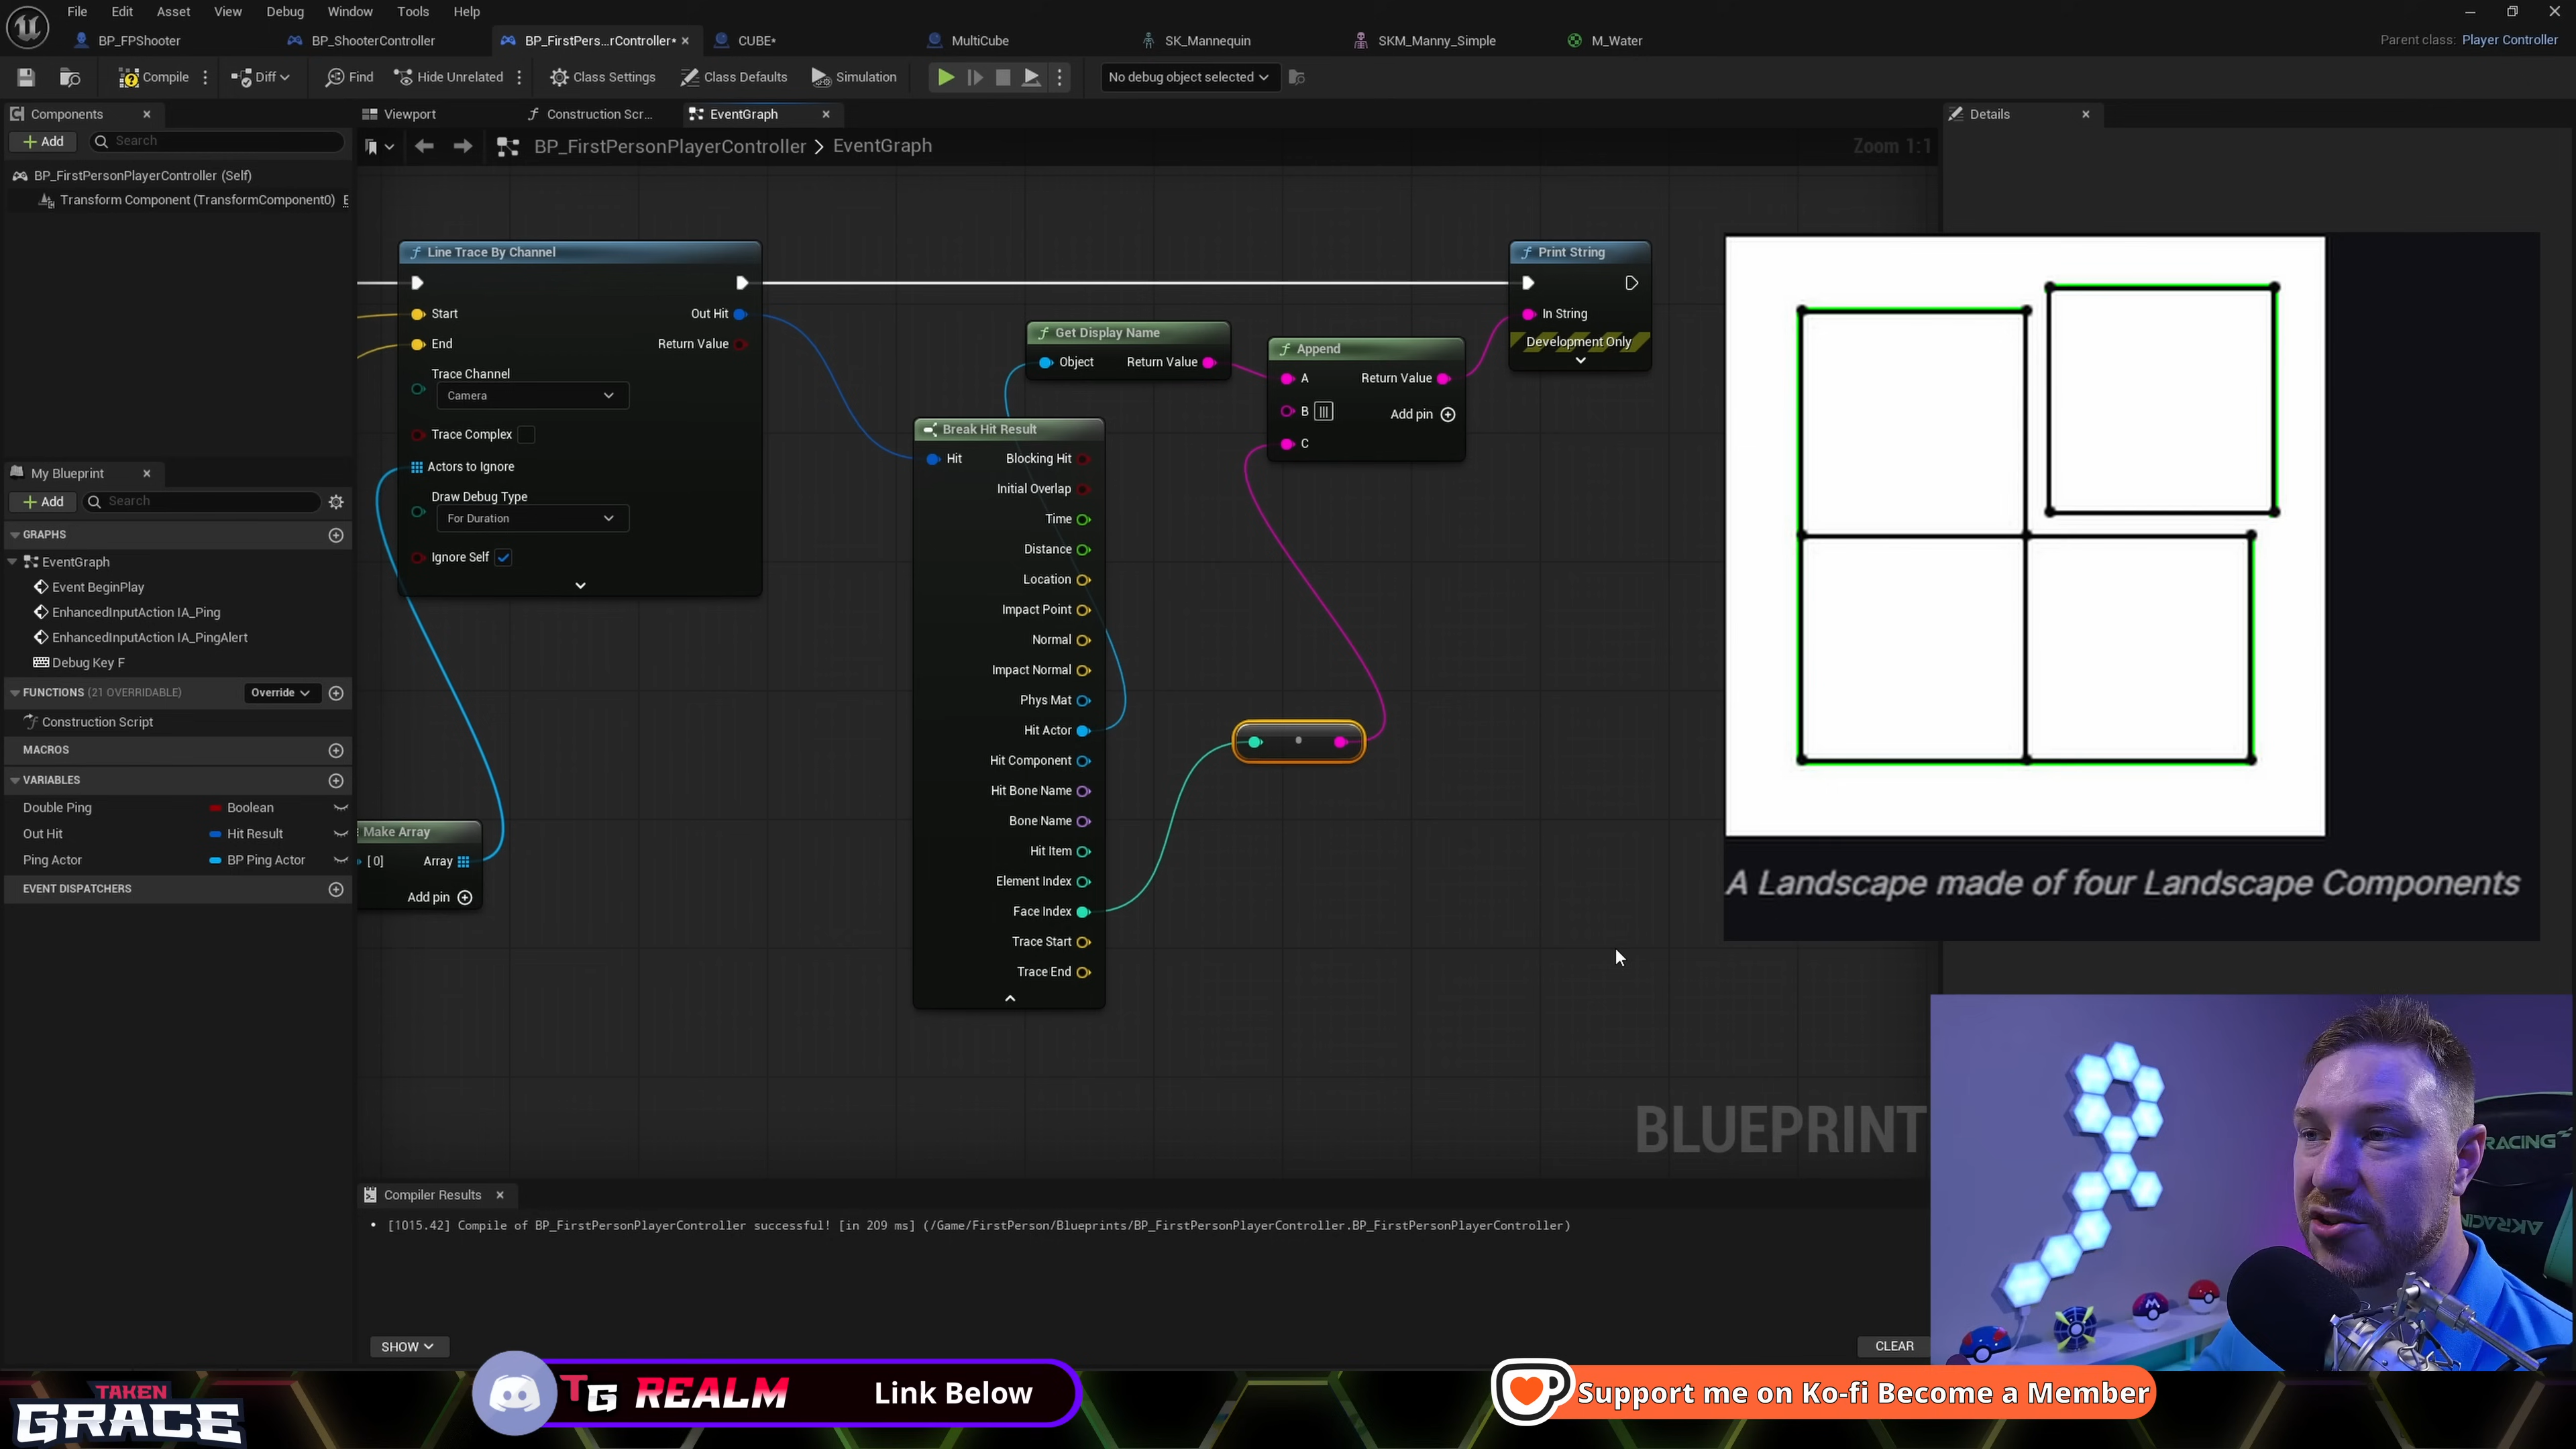 File Edit Asset View Debug Window Tools Help
BP_FPShooter BP_ShooterController BP_FirstPers...rController* CUBE* MultiCube SK_Mannequin SKM_Manny_Simple M_Water
Parent class: Player Controller
Compile Diff Find Hide Unrelated Class Settings Class Defaults Simulation No debug object selected
Components
Add Search
BP_FirstPersonPlayerController (Self)
Transform Component (TransformComponent0) E
Viewport Construction Scr... EventGraph
BP_FirstPersonPlayerController > EventGraph
Zoom 1:1
Details
Line Trace By Channel
Start Out Hit
End Return Value
Trace Channel
Camera
Trace Complex
Actors to Ignore
Draw Debug Type
For Duration
Ignore Self
Make Array
[0] Array
Add pin
Get Display Name
Object Return Value
Append
A Return Value
B ||| Add pin
C
Print String
In String
Development Only
Break Hit Result
Hit Blocking Hit
Initial Overlap
Time
Distance
Location
Impact Point
Normal
Impact Normal
Phys Mat
Hit Actor
Hit Component
Hit Bone Name
Bone Name
Hit Item
Element Index
Face Index
Trace Start
Trace End
My Blueprint
Add Search
GRAPHS
EventGraph
Event BeginPlay
EnhancedInputAction IA_Ping
EnhancedInputAction IA_PingAlert
Debug Key F
FUNCTIONS (21 OVERRIDABLE) Override
Construction Script
MACROS
VARIABLES
Double Ping Boolean
Out Hit Hit Result
Ping Actor BP Ping Actor
EVENT DISPATCHERS
A Landscape made of four Landscape Components
BLUEPRINT
Compiler Results
• [1015.42] Compile of BP_FirstPersonPlayerController successful! [in 209 ms] (/Game/FirstPerson/Blueprints/BP_FirstPersonPlayerController.BP_FirstPersonPlayerController)
SHOW CLEAR
TAKEN
GRACE
TG REALM Link Below
Support me on Ko-fi Become a Member
RACING
AKRACING